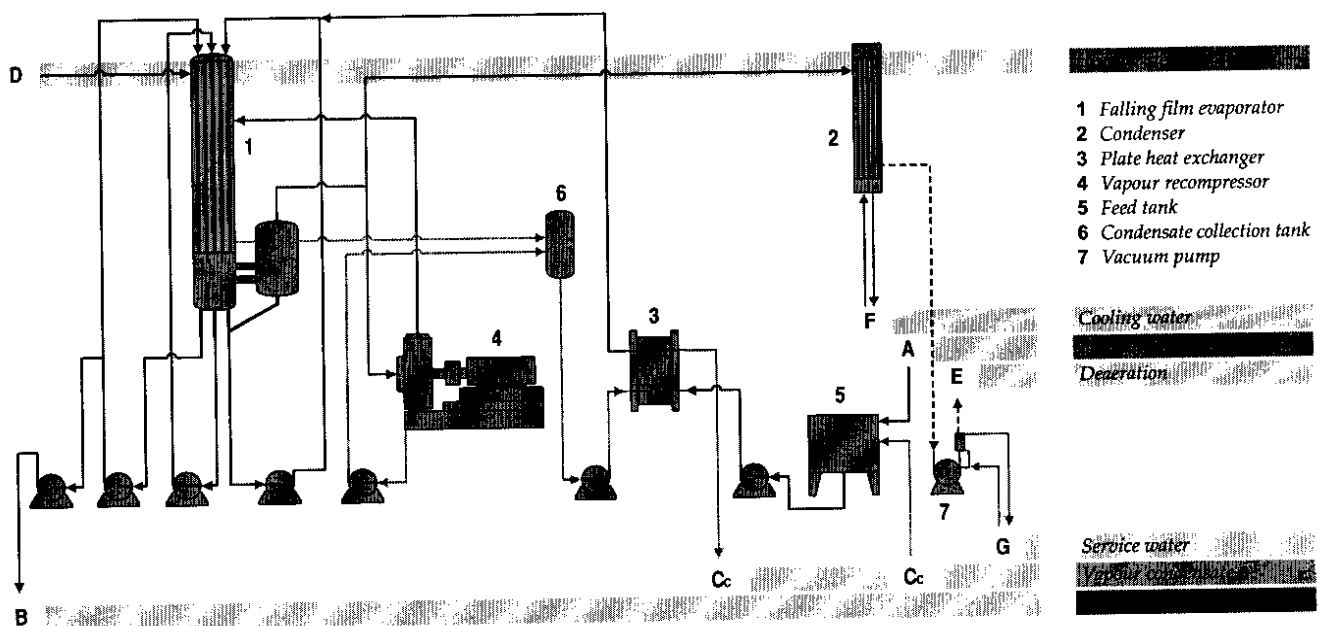 D
1
2
6
F
3
A
4
E
5
7
G
Cc
Cc
B
1 Falling film evaporator
2 Condenser
3 Plate heat exchanger
4 Vapour recompressor
5 Feed tank
6 Condensate collection tank
7 Vacuum pump
Cooling water
Deaeration
Service water
Vapour